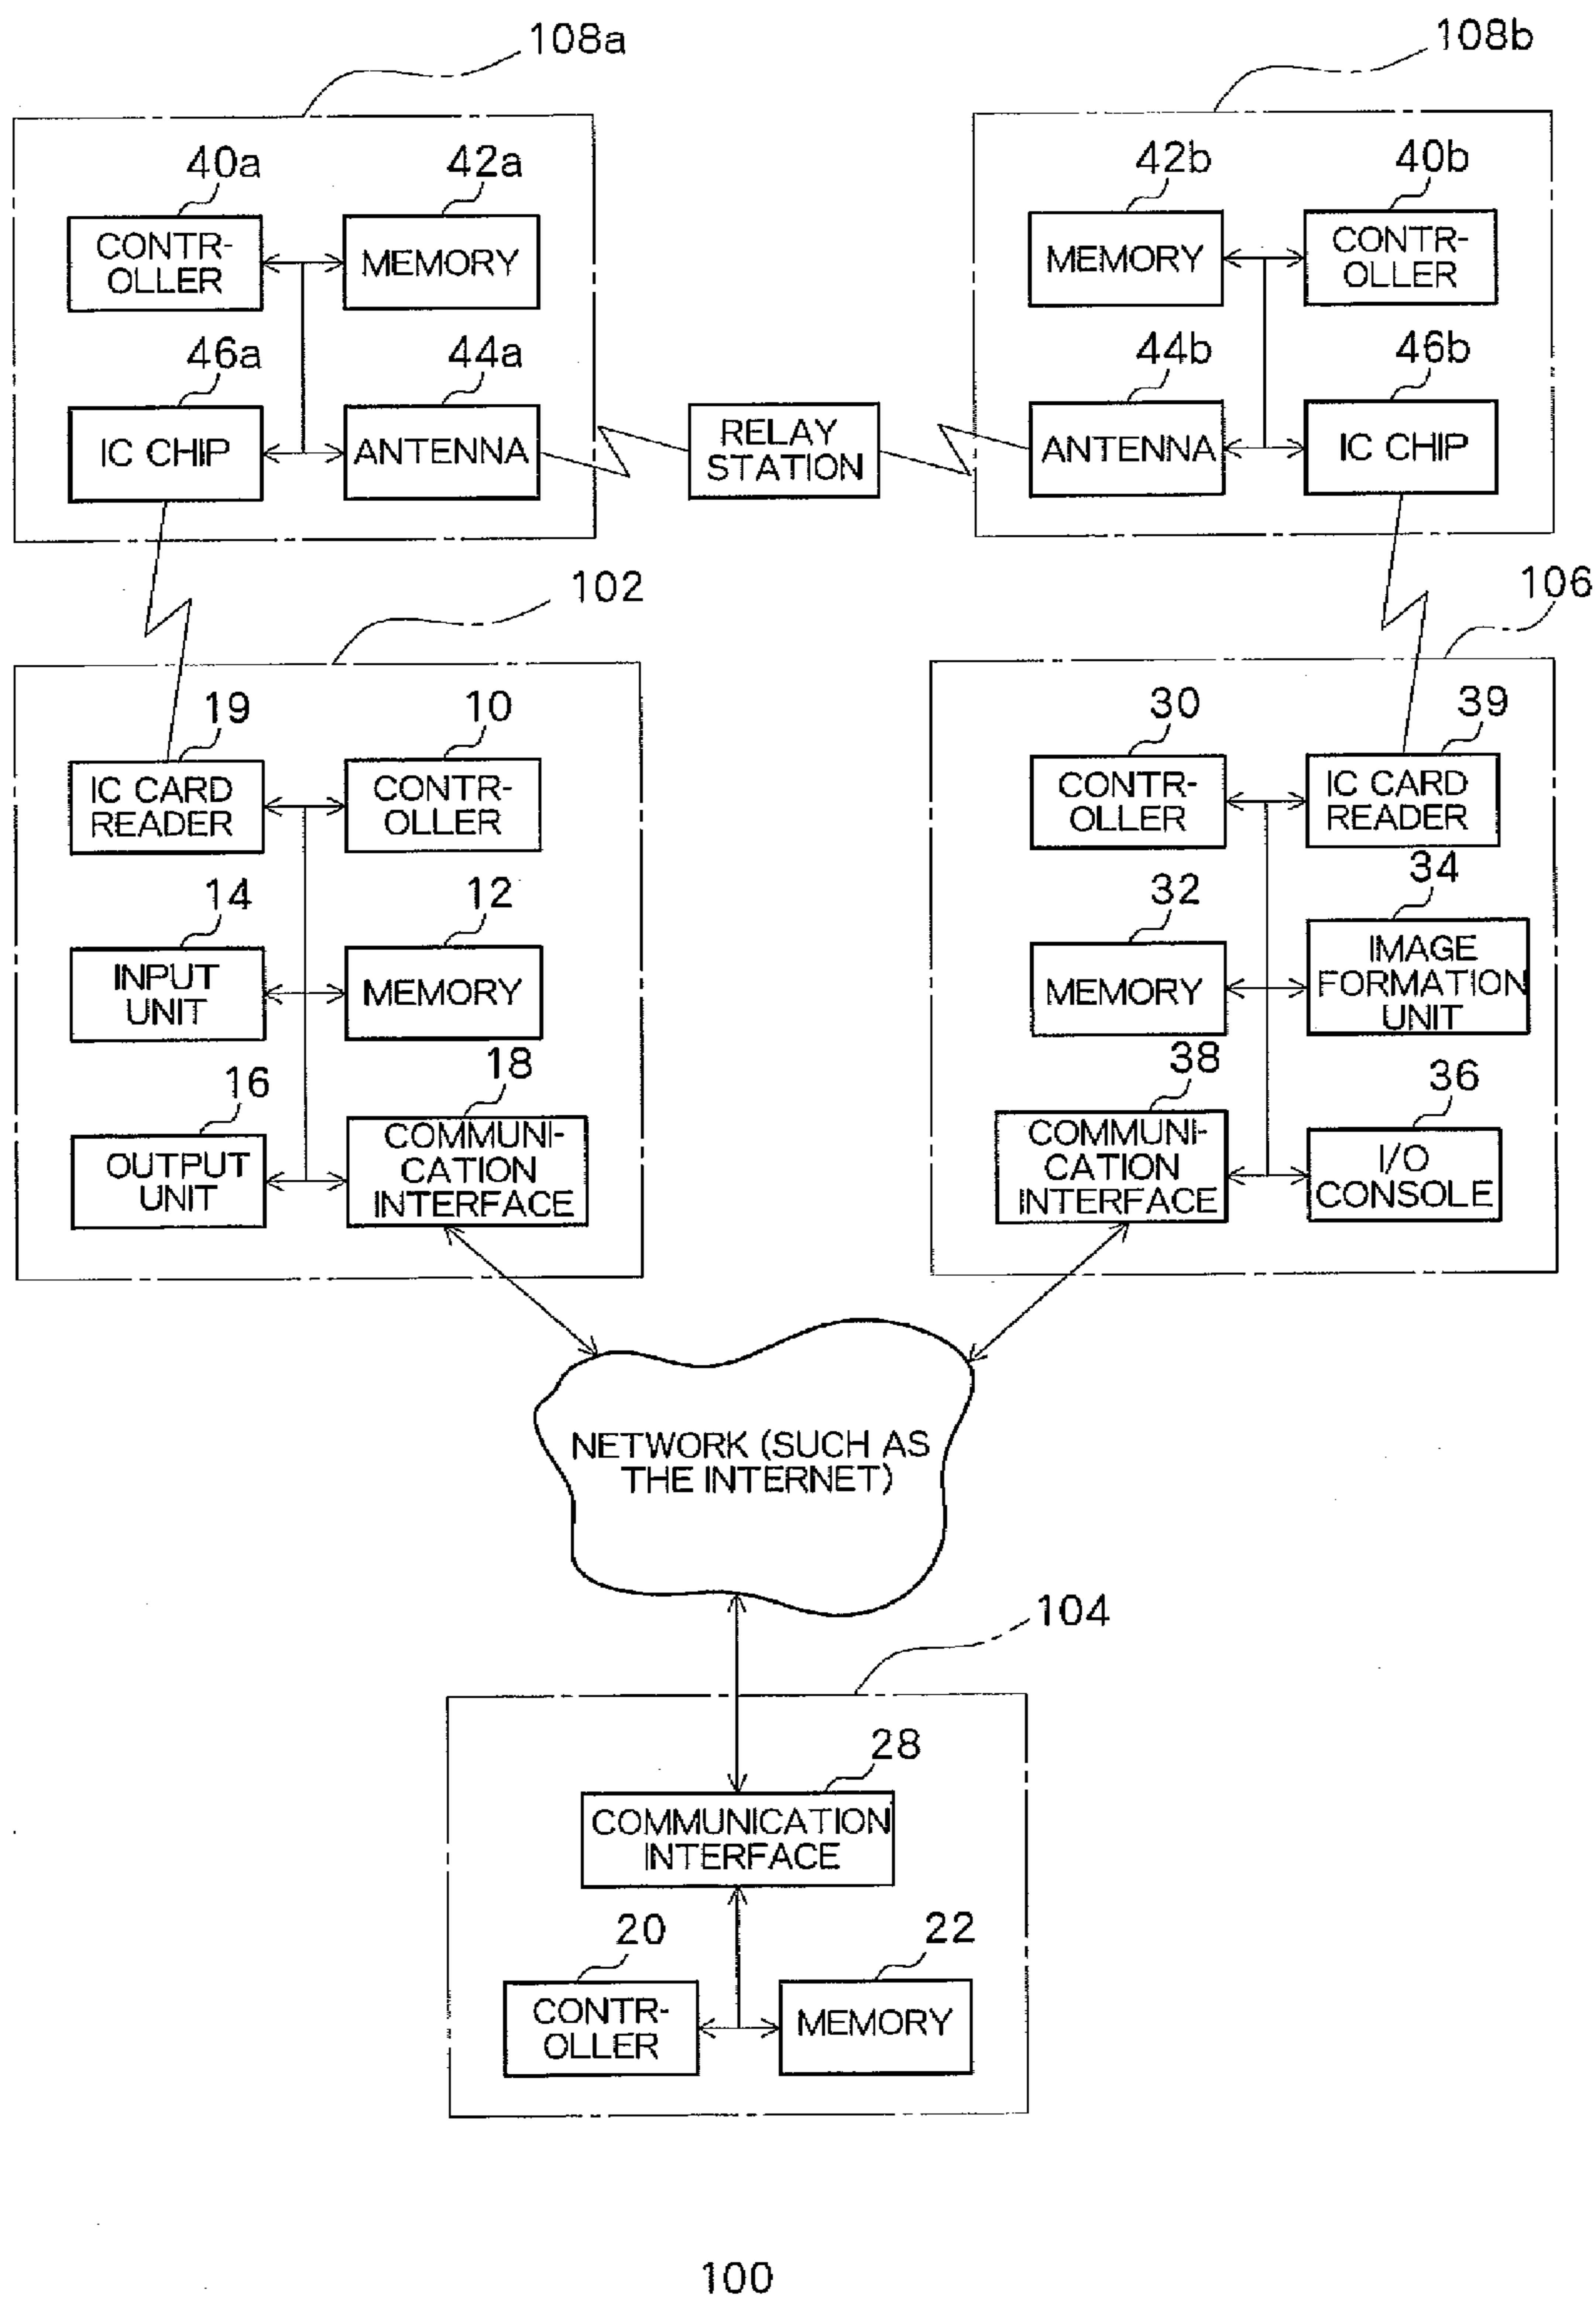 108a
108b
40a
42a
CONTR-
OLLER
MEMORY
46a
44a
IC CHIP
ANTENNA
RELAY
STATION
42b
40b
MEMORY
CONTR-
OLLER
44b
46b
ANTENNA
IC CHIP
102
19
10
IC CARD
READER
CONTR-
OLLER
14
12
INPUT
UNIT
MEMORY
16
18
OUTPUT
UNIT
COMMUNI-
CATION
INTERFACE
106
30
39
CONTR-
OLLER
IC CARD
READER
32
34
MEMORY
IMAGE
FORMATION
UNIT
38
36
COMMUNI-
CATION
INTERFACE
I/O
CONSOLE
NETWORK (SUCH AS
THE INTERNET)
104
28
COMMUNICATION
INTERFACE
20
22
CONTR-
OLLER
MEMORY
100